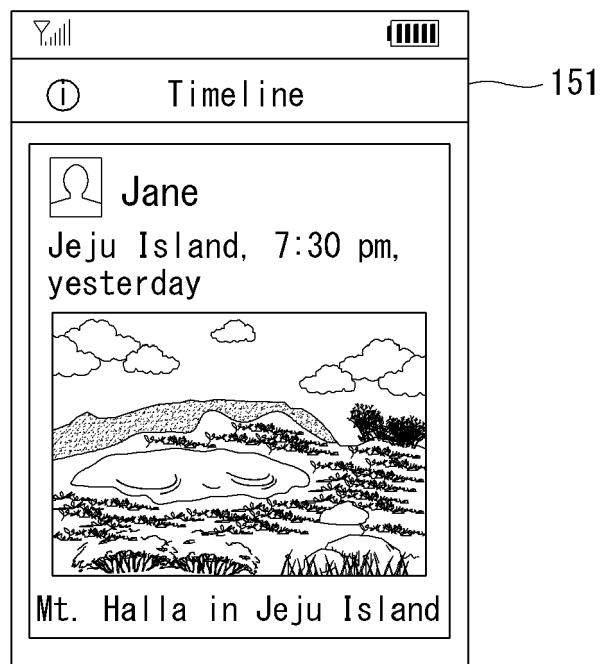 Timeline
151
Jane
Jeju Island, 7:30 pm,
yesterday
Mt. Halla in Jeju Island